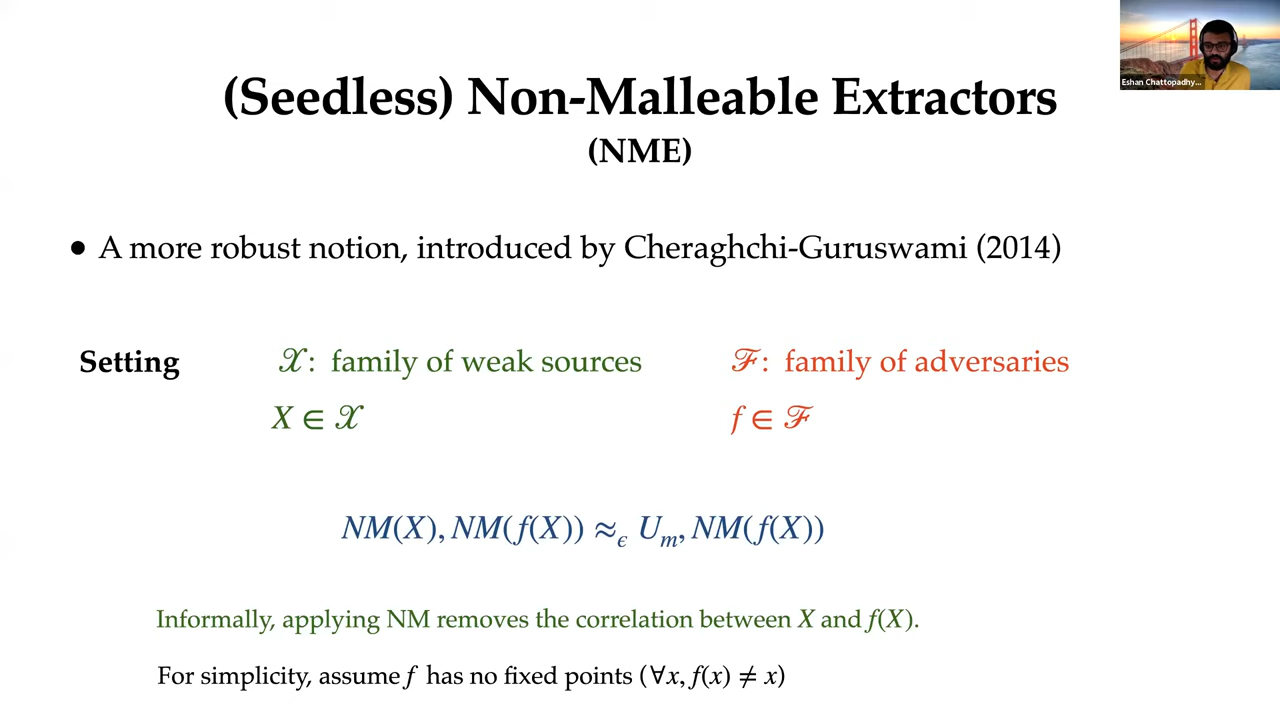 Eshan Chattopadhy...
(Seedless) Non-Malleable Extractors
(NME)
• A more robust notion, introduced by Cheraghchi-Guruswami (2014)
Setting 𝒳: family of weak sources ℱ: family of adversaries
X ∈ 𝒳 f ∈ ℱ
NM(X), NM(f(X)) ≈_ϵ U_m, NM(f(X))
Informally, applying NM removes the correlation between X and f(X).
For simplicity, assume f has no fixed points (∀x, f(x) ≠ x)